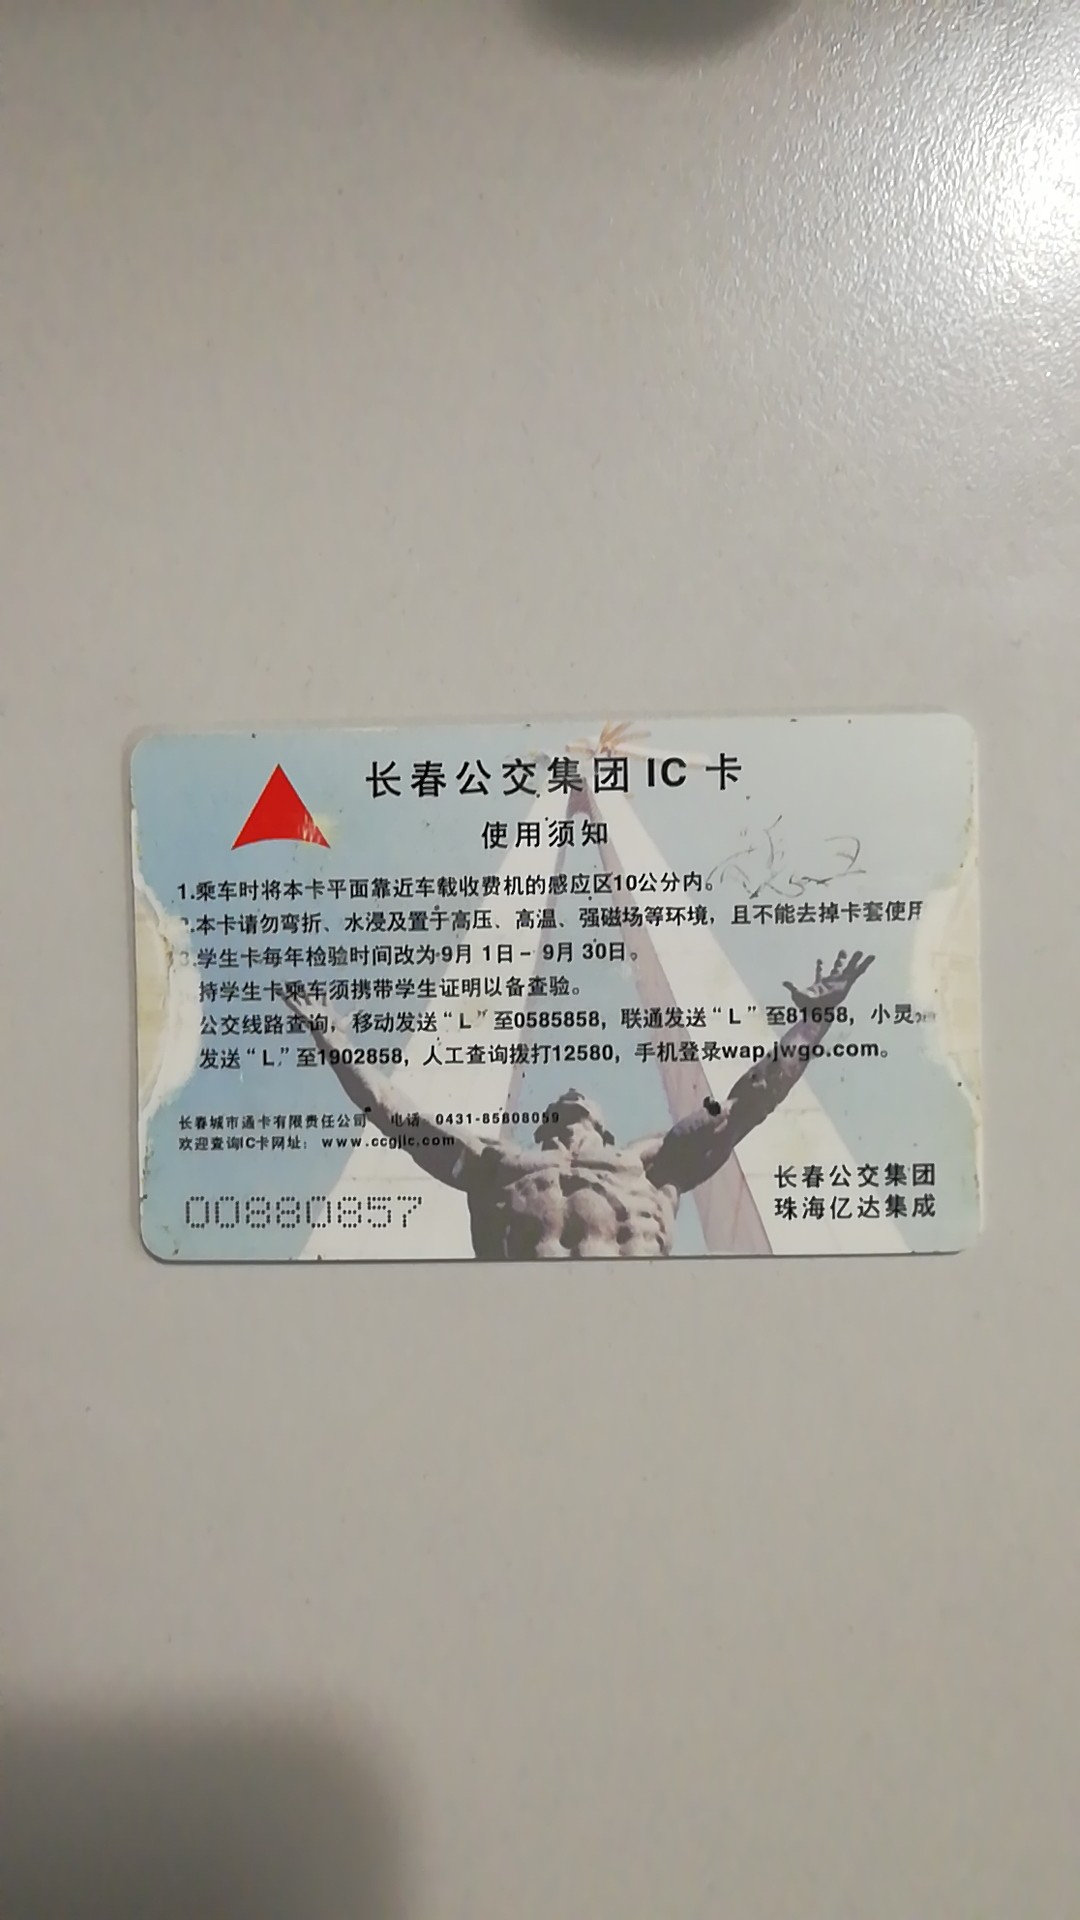 长春公交集团 IC 卡
使用须知
1.乘车时将本卡平面靠近车载收费机的感应区10公分内。
2.本卡请勿弯折、水浸及置于高压、高温、强磁场等环境，且不能去掉卡套使用
3.学生卡每年检验时间改为9月 1日－ 9月 30日。
持学生卡乘车须携带学生证明以备查验。
公交线路查询，移动发送“L”至0585858，联通发送“L”至81658，小灵
发送“L”至1902858，人工查询拨打12580，手机登录wap.jwgo.com。
长春城市通卡有限责任公司 电话 0431-85808059
欢迎查询IC卡网址： www.ccgjic.com
00880857
长春公交集团
珠海亿达集成